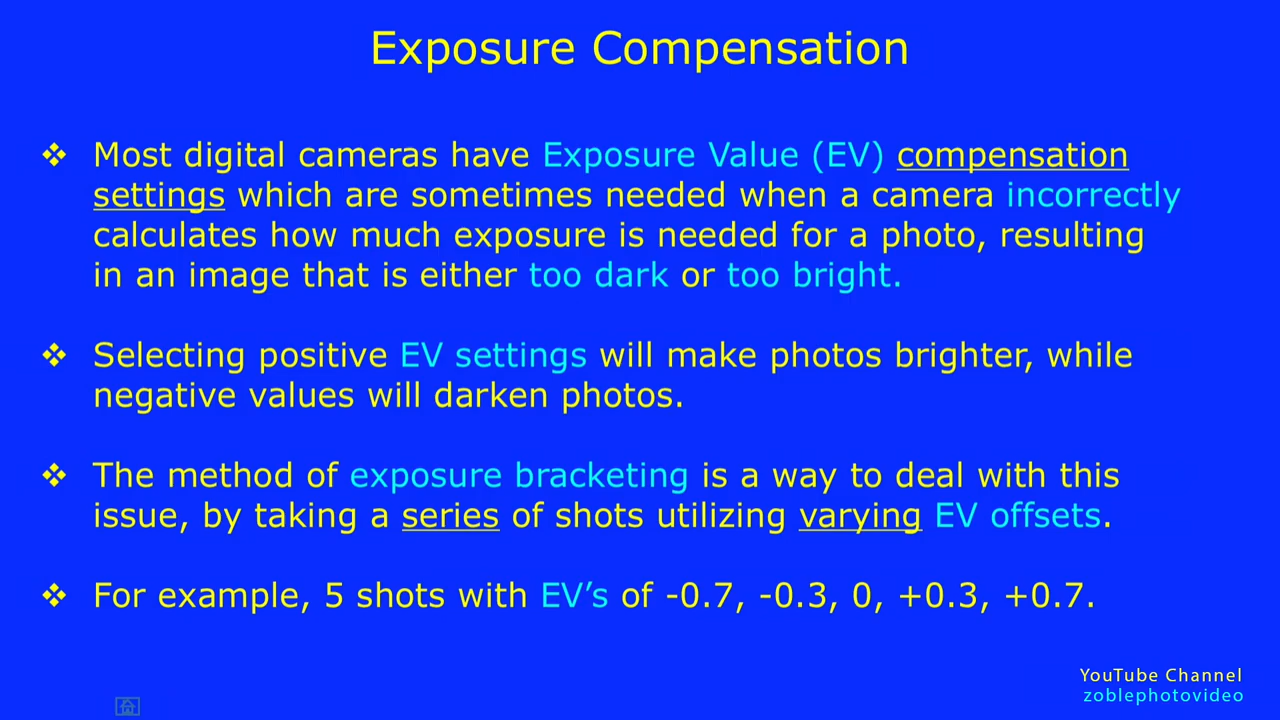 Exposure Compensation
❖ Most digital cameras have Exposure Value (EV) compensation
settings which are sometimes needed when a camera incorrectly
calculates how much exposure is needed for a photo, resulting
in an image that is either too dark or too bright.
❖ Selecting positive EV settings will make photos brighter, while
negative values will darken photos.
❖ The method of exposure bracketing is a way to deal with this
issue, by taking a series of shots utilizing varying EV offsets.
❖ For example, 5 shots with EV’s of -0.7, -0.3, 0, +0.3, +0.7.
YouTube Channel
zoblephotovideo